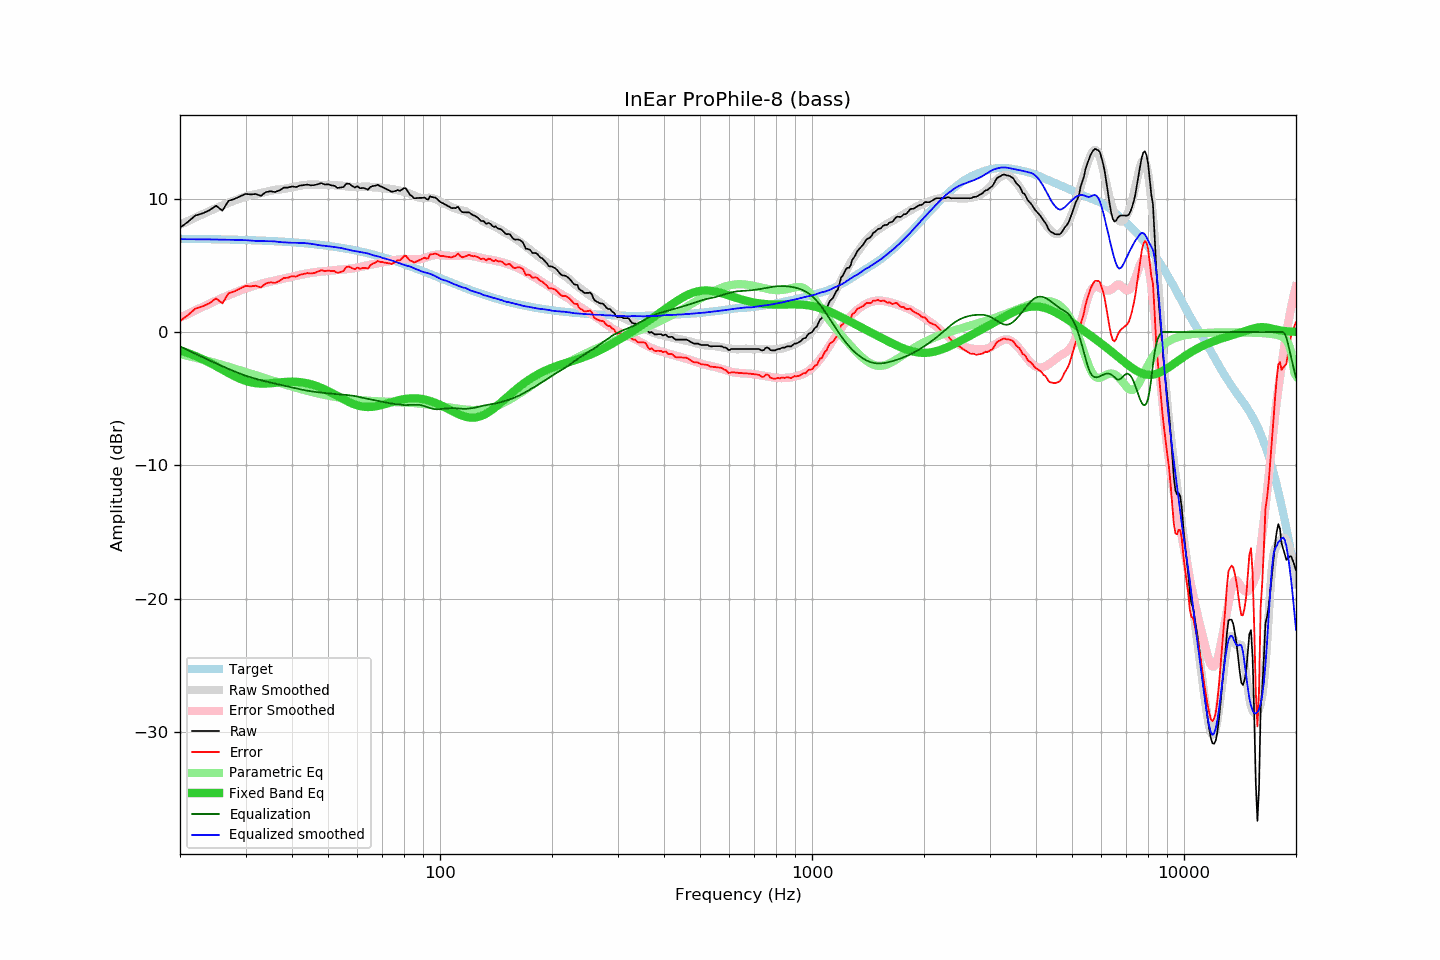 InEar ProPhile-8 (bass)
10
0
−10
−20
−30
Amplitude (dBr)
Target
Raw Smoothed
Error Smoothed
Raw
Error
Parametric Eq
Fixed Band Eq
Equalization
Equalized smoothed
100 1000 10000
Frequency (Hz)